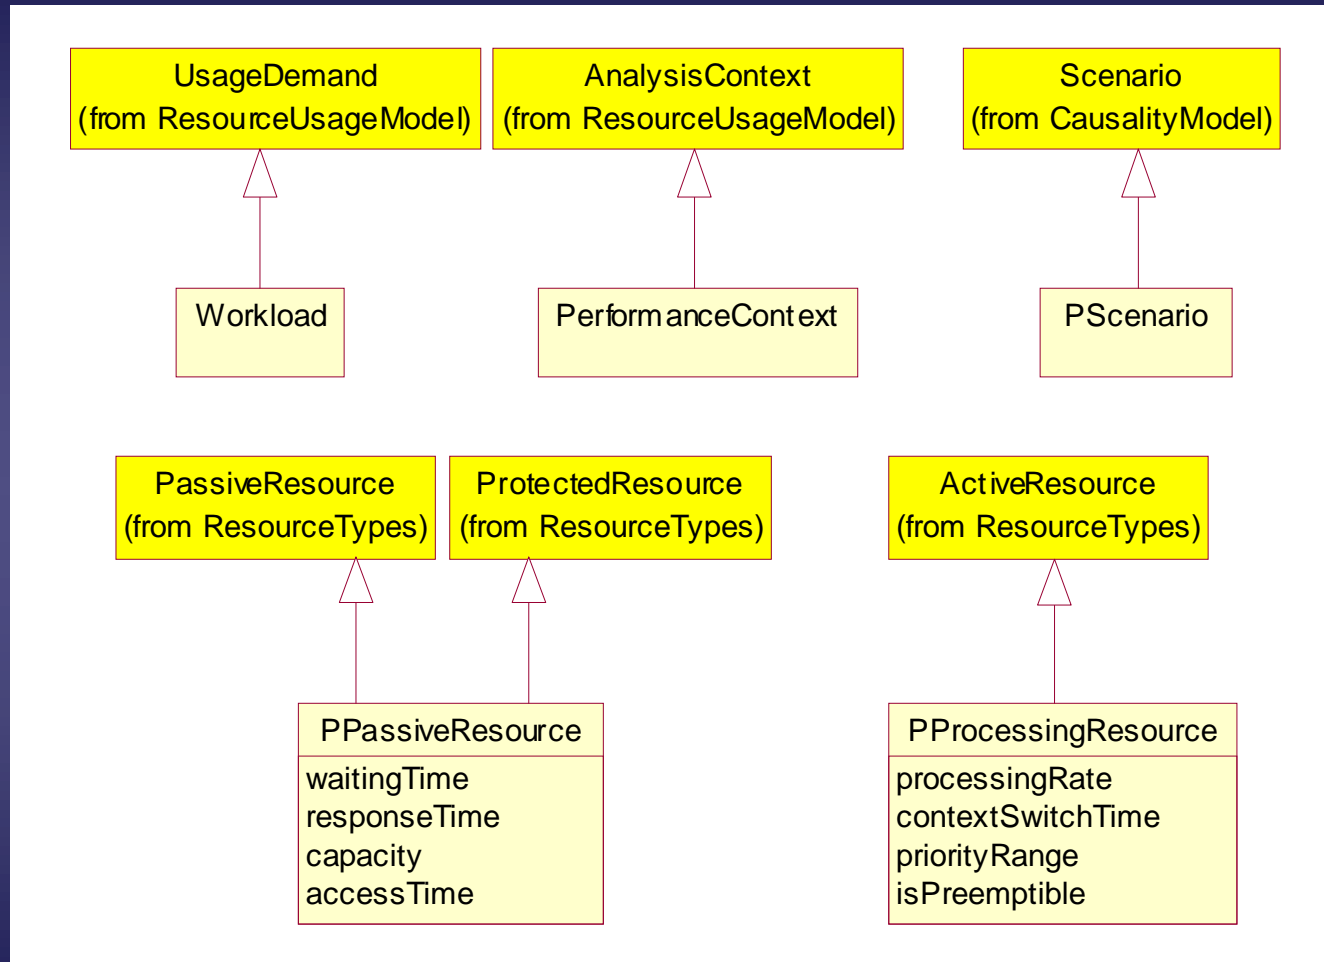 UsageDemand
(from ResourceUsageModel)
AnalysisContext
(from ResourceUsageModel)
Scenario
(from CausalityModel)
Workload
PerformanceContext
PScenario
PassiveResource
(from ResourceTypes)
ProtectedResource
(from ResourceTypes)
ActiveResource
(from ResourceTypes)
PPassiveResource
waitingTime
responseTime
capacity
accessTime
PProcessingResource
processingRate
contextSwitchTime
priorityRange
isPreemptible